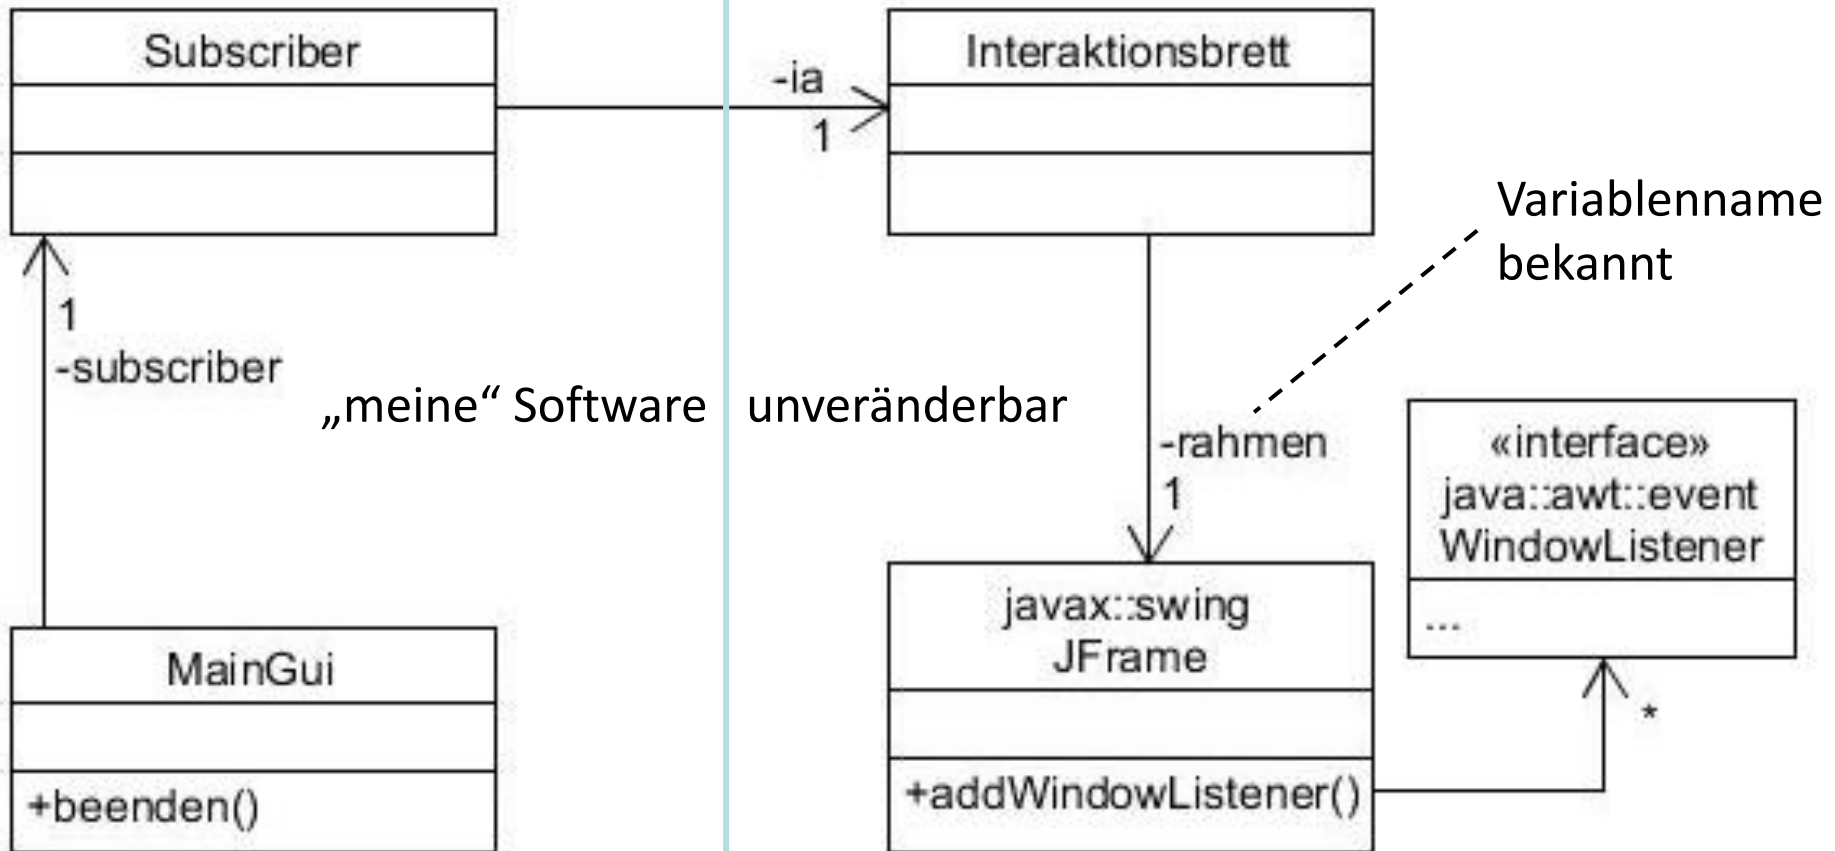 Subscriber
-ia
1
Interaktionsbrett
Variablenname
bekannt
1
-subscriber
„meine“ Software
unveränderbar
-rahmen
1
«interface»
java::awt::event
WindowListener
...
javax::swing
JFrame
*
MainGui
+beenden()
+addWindowListener()